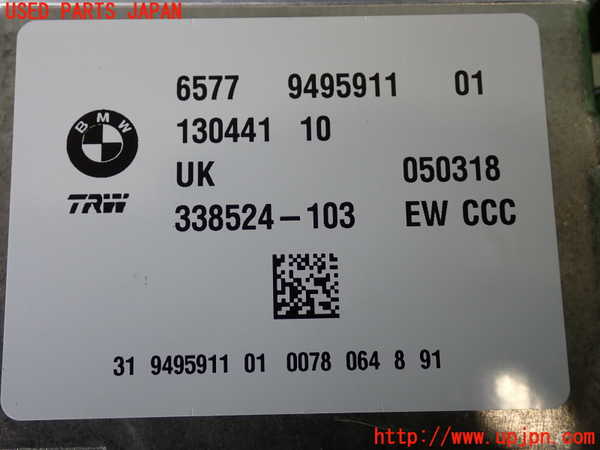 USED PARTS JAPAN
6577 9495911 01
130441 10
BMW
UK 050318
TRW 338524-103 EW CCC
31 9495911 01 0078 064 8 91
http://www.upjpn.com